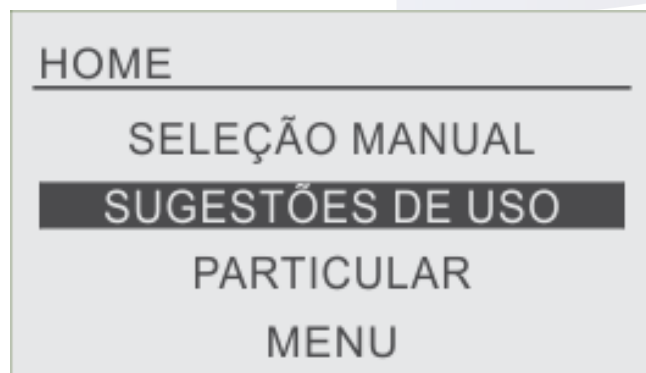 HOME
SELEÇÃO MANUAL
SUGESTÕES DE USO
PARTICULAR
MENU